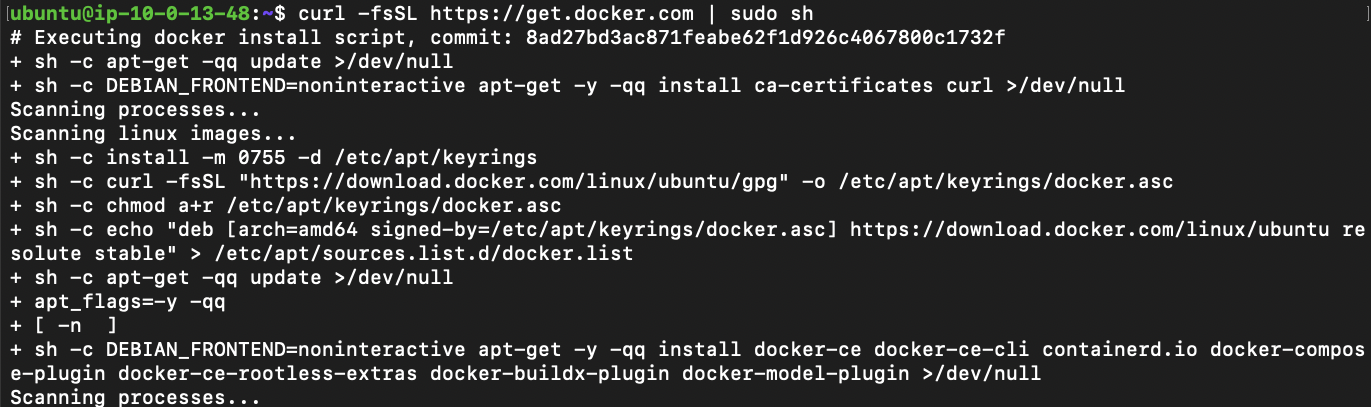 ubuntu@ip-10-0-13-48:~$ curl -fsSL https://get.docker.com | sudo sh
# Executing docker install script, commit: 8ad27bd3ac871feabe62f1d926c4067800c1732f
+ sh -c apt-get -qq update >/dev/null
+ sh -c DEBIAN_FRONTEND=noninteractive apt-get -y -qq install ca-certificates curl >/dev/null
Scanning processes...
Scanning linux images...
+ sh -c install -m 0755 -d /etc/apt/keyrings
+ sh -c curl -fsSL "https://download.docker.com/linux/ubuntu/gpg" -o /etc/apt/keyrings/docker.asc
+ sh -c chmod a+r /etc/apt/keyrings/docker.asc
+ sh -c echo "deb [arch=amd64 signed-by=/etc/apt/keyrings/docker.asc] https://download.docker.com/linux/ubuntu re
solute stable" > /etc/apt/sources.list.d/docker.list
+ sh -c apt-get -qq update >/dev/null
+ apt_flags=-y -qq
+ [ -n  ]
+ sh -c DEBIAN_FRONTEND=noninteractive apt-get -y -qq install docker-ce docker-ce-cli containerd.io docker-compos
e-plugin docker-ce-rootless-extras docker-buildx-plugin docker-model-plugin >/dev/null
Scanning processes...